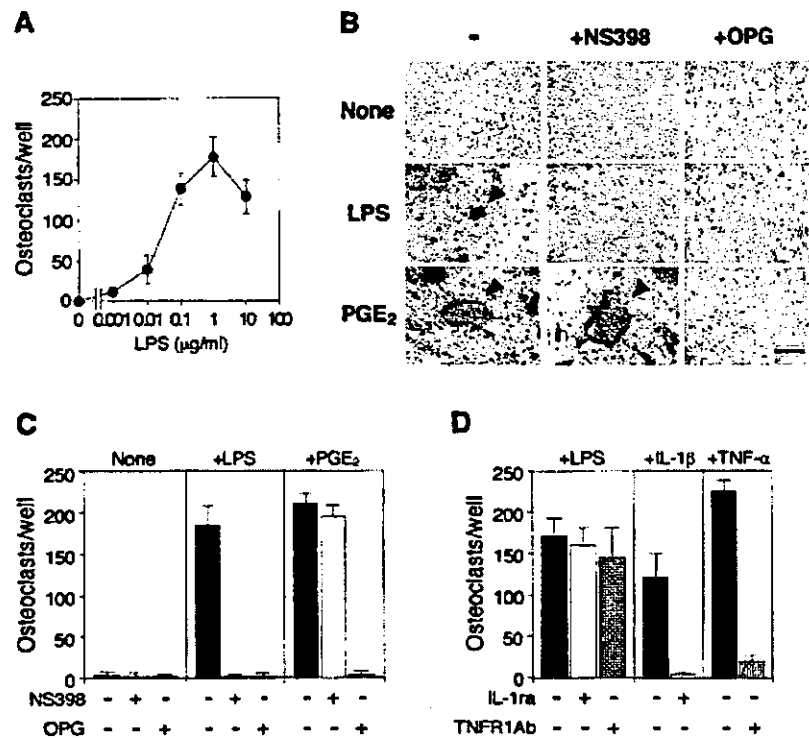 A
Osteoclasts/well
250
200
150
100
50
0
0 0.001 0.01 0.1 1 10 100
LPS (μg/ml)
B
- +NS398 +OPG
None
LPS
PGE₂
C
None +LPS +PGE₂
Osteoclasts/well
250
200
150
100
50
0
NS398 - + - - + - - + -
OPG - - + - - + - - +
D
+LPS +IL-1β +TNF-α
Osteoclasts/well
250
200
150
100
50
0
IL-1ra - + - - + - -
TNFR1Ab - - + - - - +